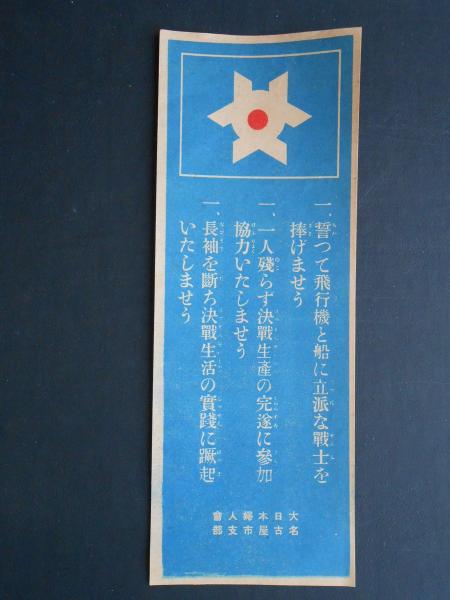 一、誓つて飛行機と船に立派な戰士を
捧げませう
一、一人殘らず決戰生產の完遂に參加
協力いたしませう
一、長袖を斷ち決戰生活の實踐に蹶起
いたしませう
大日本婦人會
名古屋市支部